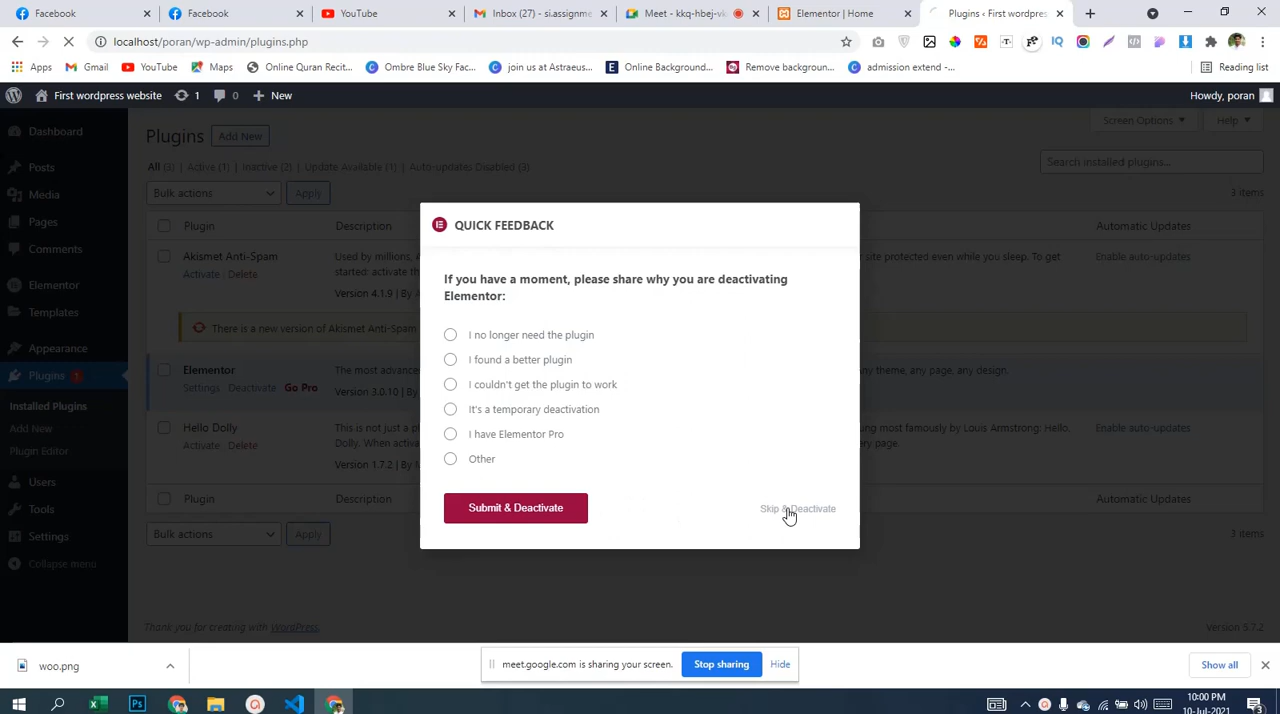 Facebook
Facebook
YouTube
Inbox (27) - si.assignme
Meet - kkq-hbej-vk
Elementor | Home
Plugins ‹ First wordpres
localhost/poran/wp-admin/plugins.php
Apps
Gmail
YouTube
Maps
Online Quran Recit...
Ombre Blue Sky Fac...
join us at Astraeus...
Online Background...
Remove backgroun...
admission extend -...
Reading list
First wordpress website
1
0
New
Howdy, poran
Dashboard
Posts
Media
Pages
Comments
Elementor
Templates
Appearance
Plugins 1
Installed Plugins
Add New
Plugin Editor
Users
Tools
Settings
Collapse menu
Plugins
Add New
Screen Options
Help
All (3) | Active (1) | Inactive (2) | Update Available (1) | Auto-updates Disabled (3)
Search installed plugins...
Bulk actions
Apply
3 items
Plugin
Description
Automatic Updates
Akismet Anti-Spam
Activate | Delete
Used by millions, A
site protected even while you sleep. To get
started: activate th
Version 4.1.9 | By A
Enable auto-updates
There is a new version of Akismet Anti-Spam
Elementor
Settings | Deactivate | Go Pro
The most advance
any theme, any page, any design.
Version 3.0.10 | By
Hello Dolly
Activate | Delete
This is not just a p
most famously by Louis Armstrong: Hello,
Dolly. When activa
ery page.
Version 1.7.2 | By
Enable auto-updates
Plugin
Automatic Updates
Bulk actions
Apply
3 items
Thank you for creating with WordPress.
Version 5.7.2
QUICK FEEDBACK
If you have a moment, please share why you are deactivating
Elementor:
I no longer need the plugin
I found a better plugin
I couldn't get the plugin to work
It's a temporary deactivation
I have Elementor Pro
Other
Submit & Deactivate
Skip & Deactivate
woo.png
meet.google.com is sharing your screen.
Stop sharing
Hide
Show all
10:00 PM
10-Jul-2021
3